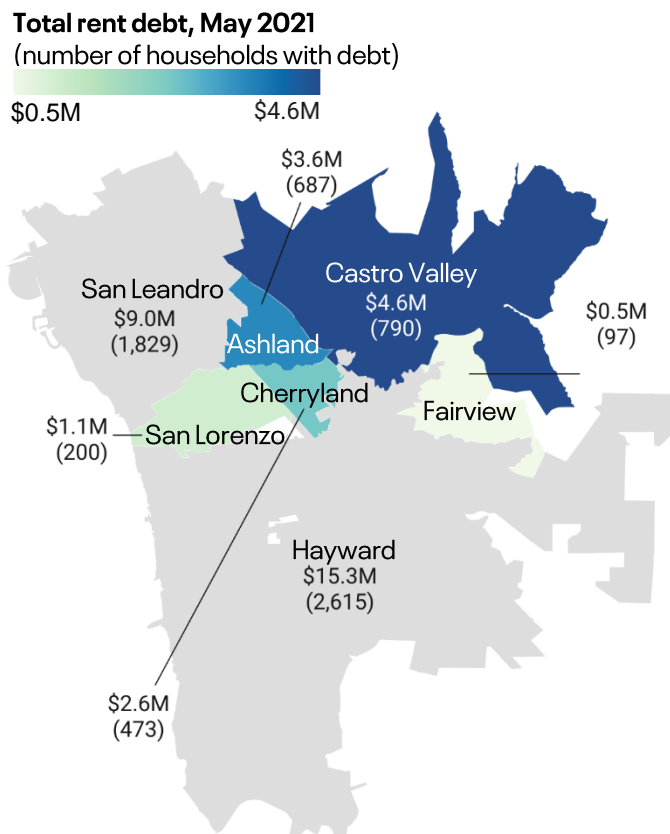 Total rent debt, May 2021
(number of households with debt)
$0.5M
$4.6M
$3.6M
(687)
Castro Valley
$4.6M
(790)
San Leandro
$9.0M
(1,829)
$0.5M
(97)
Ashland
Cherryland
Fairview
$1.1M
(200)
San Lorenzo
Hayward
$15.3M
(2,615)
$2.6M
(473)